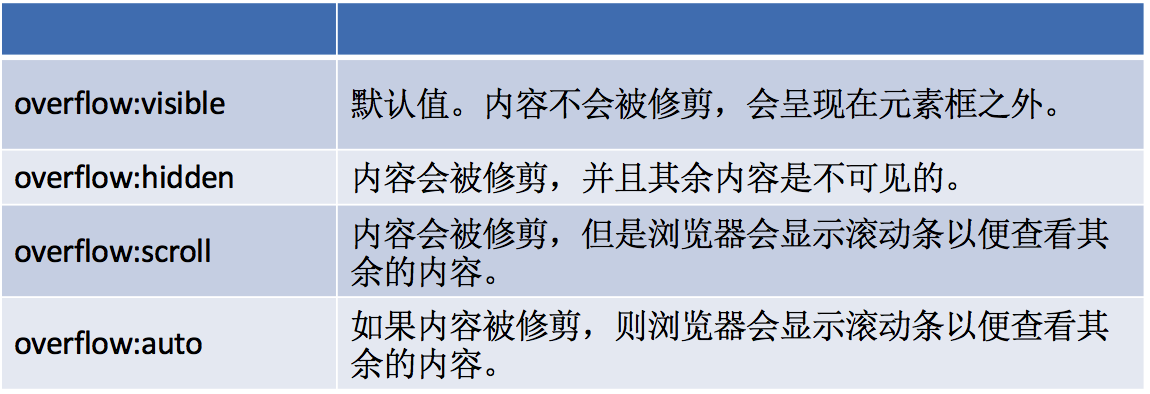 overflow:visible
默认值。内容不会被修剪，会呈现在元素框之外。
overflow:hidden
内容会被修剪，并且其余内容是不可见的。
overflow:scroll
内容会被修剪，但是浏览器会显示滚动条以便查看其
余的内容。
overflow:auto
如果内容被修剪，则浏览器会显示滚动条以便查看其
余的内容。